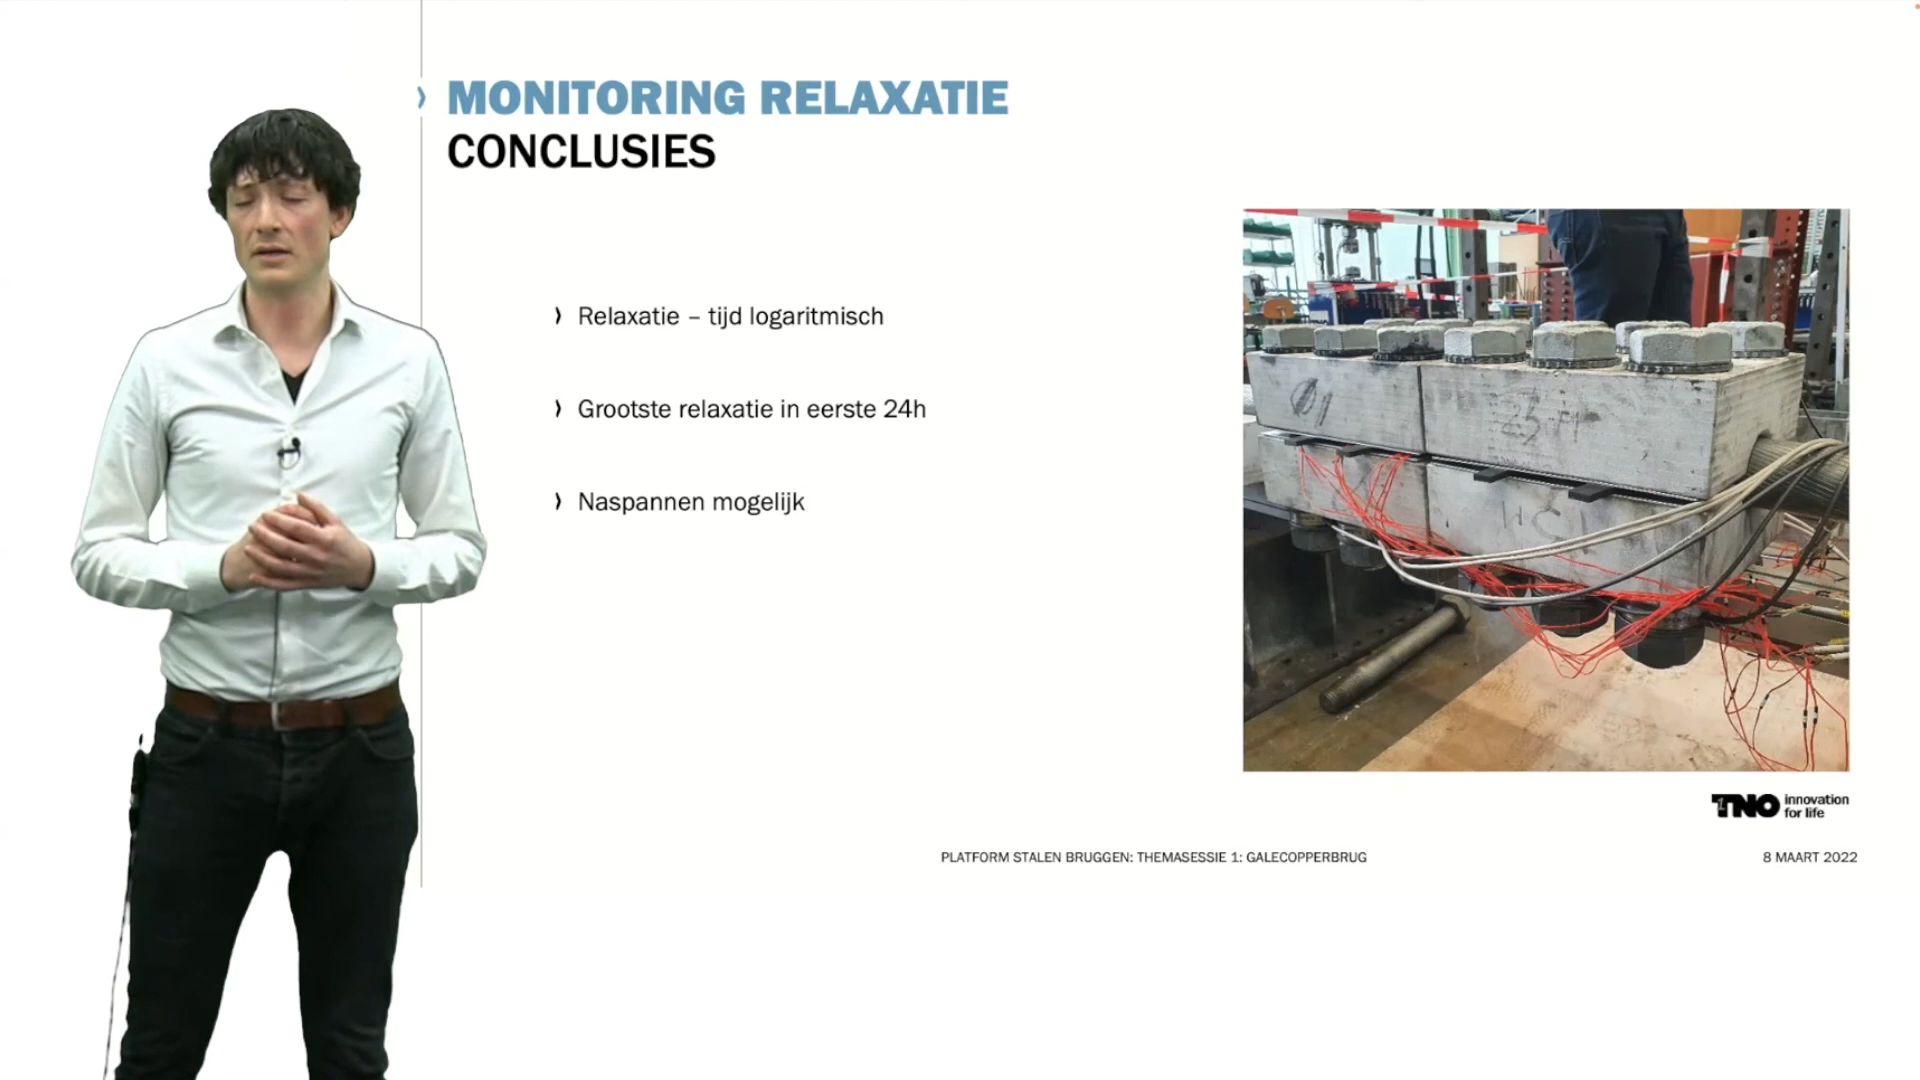 MONITORING RELAXATIE
CONCLUSIES
Relaxatie – tijd logaritmisch
Grootste relaxatie in eerste 24h
Naspannen mogelijk
TNO innovation
for life
PLATFORM STALEN BRUGGEN: THEMASESSIE 1: GALECOPPERBRUG
8 MAART 2022